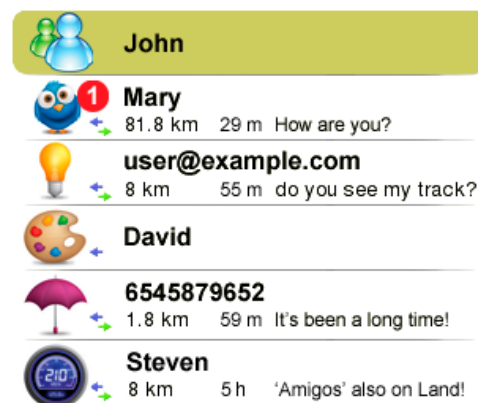 John
1
Mary
81.8 km 29 m How are you?
user@example.com
8 km 55 m do you see my track?
David
6545879652
1.8 km 59 m It's been a long time!
210
Steven
8 km 5 h 'Amigos' also on Land!